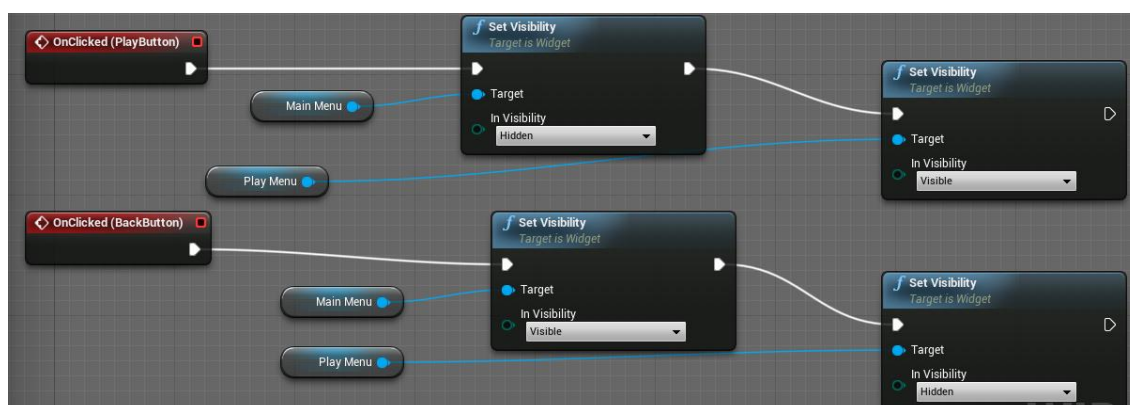 OnClicked (PlayButton)
Main Menu
Play Menu
f Set Visibility
Target is Widget
Target
In Visibility
Hidden
f Set Visibility
Target is Widget
Target
In Visibility
Visible
OnClicked (BackButton)
Main Menu
Play Menu
f Set Visibility
Target is Widget
Target
In Visibility
Visible
f Set Visibility
Target is Widget
Target
In Visibility
Hidden